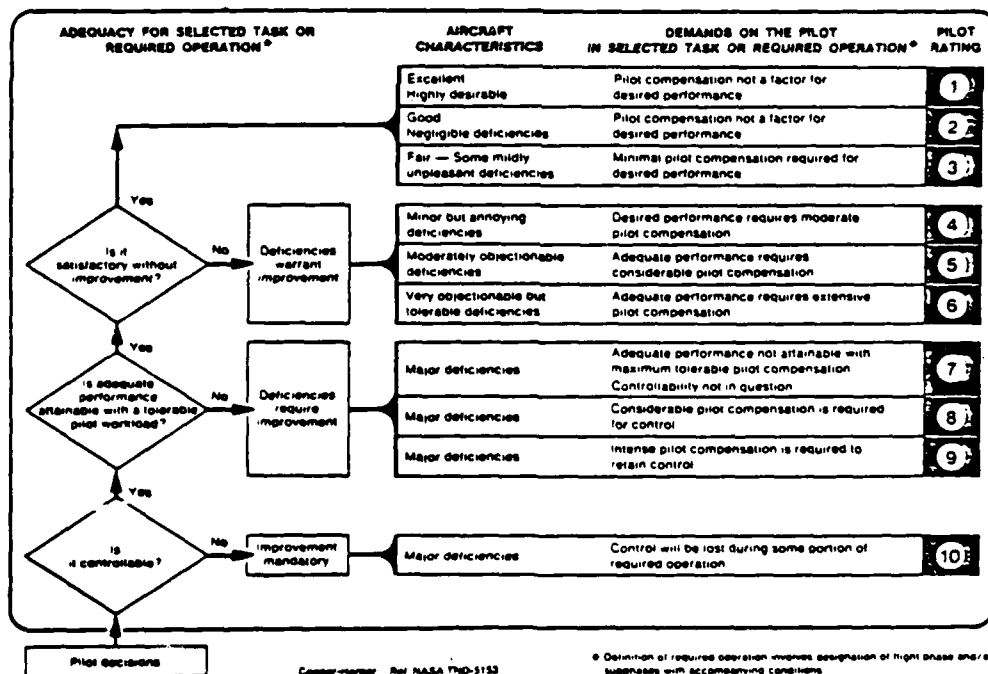 ADEQUACY FOR SELECTED TASK OR
REQUIRED OPERATION*
AIRCRAFT
CHARACTERISTICS
DEMANDS ON THE PILOT
IN SELECTED TASK OR REQUIRED OPERATION*
PILOT
RATING
Excellent
Highly desirable
Pilot compensation not a factor for
desired performance
1
Good
Negligible deficiencies
Pilot compensation not a factor for
desired performance
2
Fair — Some mildly
unpleasant deficiencies
Minimal pilot compensation required for
desired performance
3
Yes
Is it
satisfactory without
improvement?
No
Deficiencies
warrant
improvement
Minor but annoying
deficiencies
Desired performance requires moderate
pilot compensation
4
Moderately objectionable
deficiencies
Adequate performance requires
considerable pilot compensation
5
Very objectionable but
tolerable deficiencies
Adequate performance requires extensive
pilot compensation
6
Yes
Is adequate
performance
attainable with a tolerable
pilot workload?
No
Deficiencies
require
improvement
Major deficiencies
Adequate performance not attainable with
maximum tolerable pilot compensation
Controllability not in question
7
Major deficiencies
Considerable pilot compensation is required
for control
8
Major deficiencies
Intense pilot compensation is required to
retain control
9
Yes
Is
it controllable?
No
Improvement
mandatory
Major deficiencies
Control will be lost during some portion of
required operation
10
Pilot decisions
Cooper-Harper Ref NASA TND-5153
* Definition of required operation involves designation of flight phase and/o
subphases with accompanying conditions